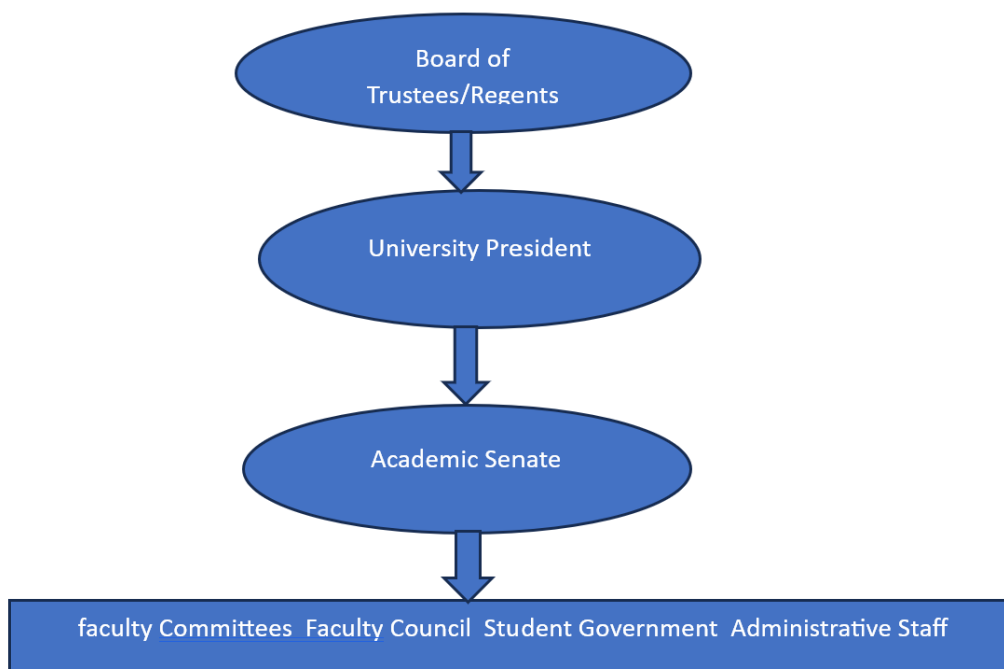 Board of
Trustees/Regents
University President
Academic Senate
faculty Committees  Faculty Council  Student Government  Administrative Staff